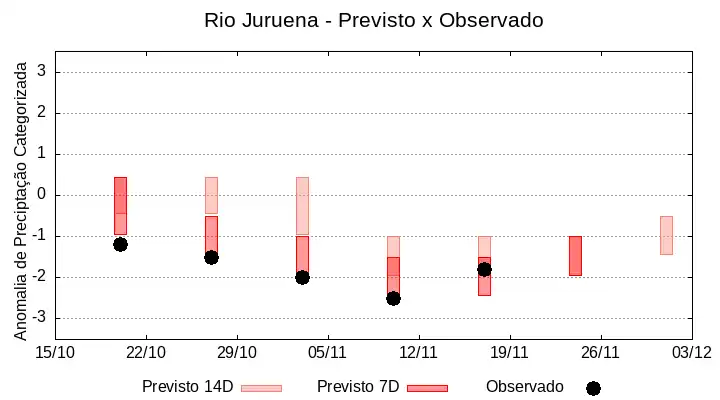 Rio Juruena - Previsto x Observado
Anomalia de Preciptação Categorizada
3
2
1
0
-1
-2
-3
15/10 22/10 29/10 05/11 12/11 19/11 26/11 03/12
Previsto 14D Previsto 7D Observado